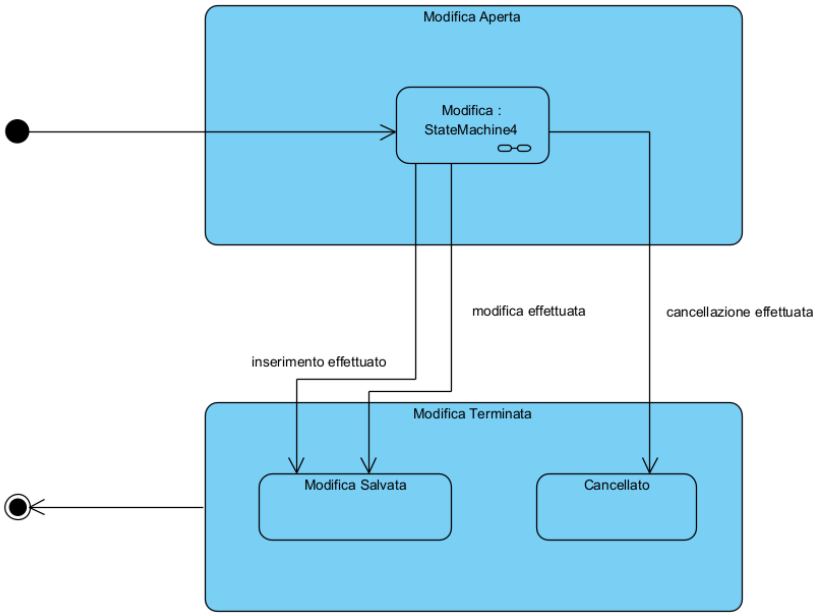 Modifica Aperta
Modifica :
StateMachine4
modifica effettuata
cancellazione effettuata
inserimento effettuato
Modifica Terminata
Modifica Salvata
Cancellato